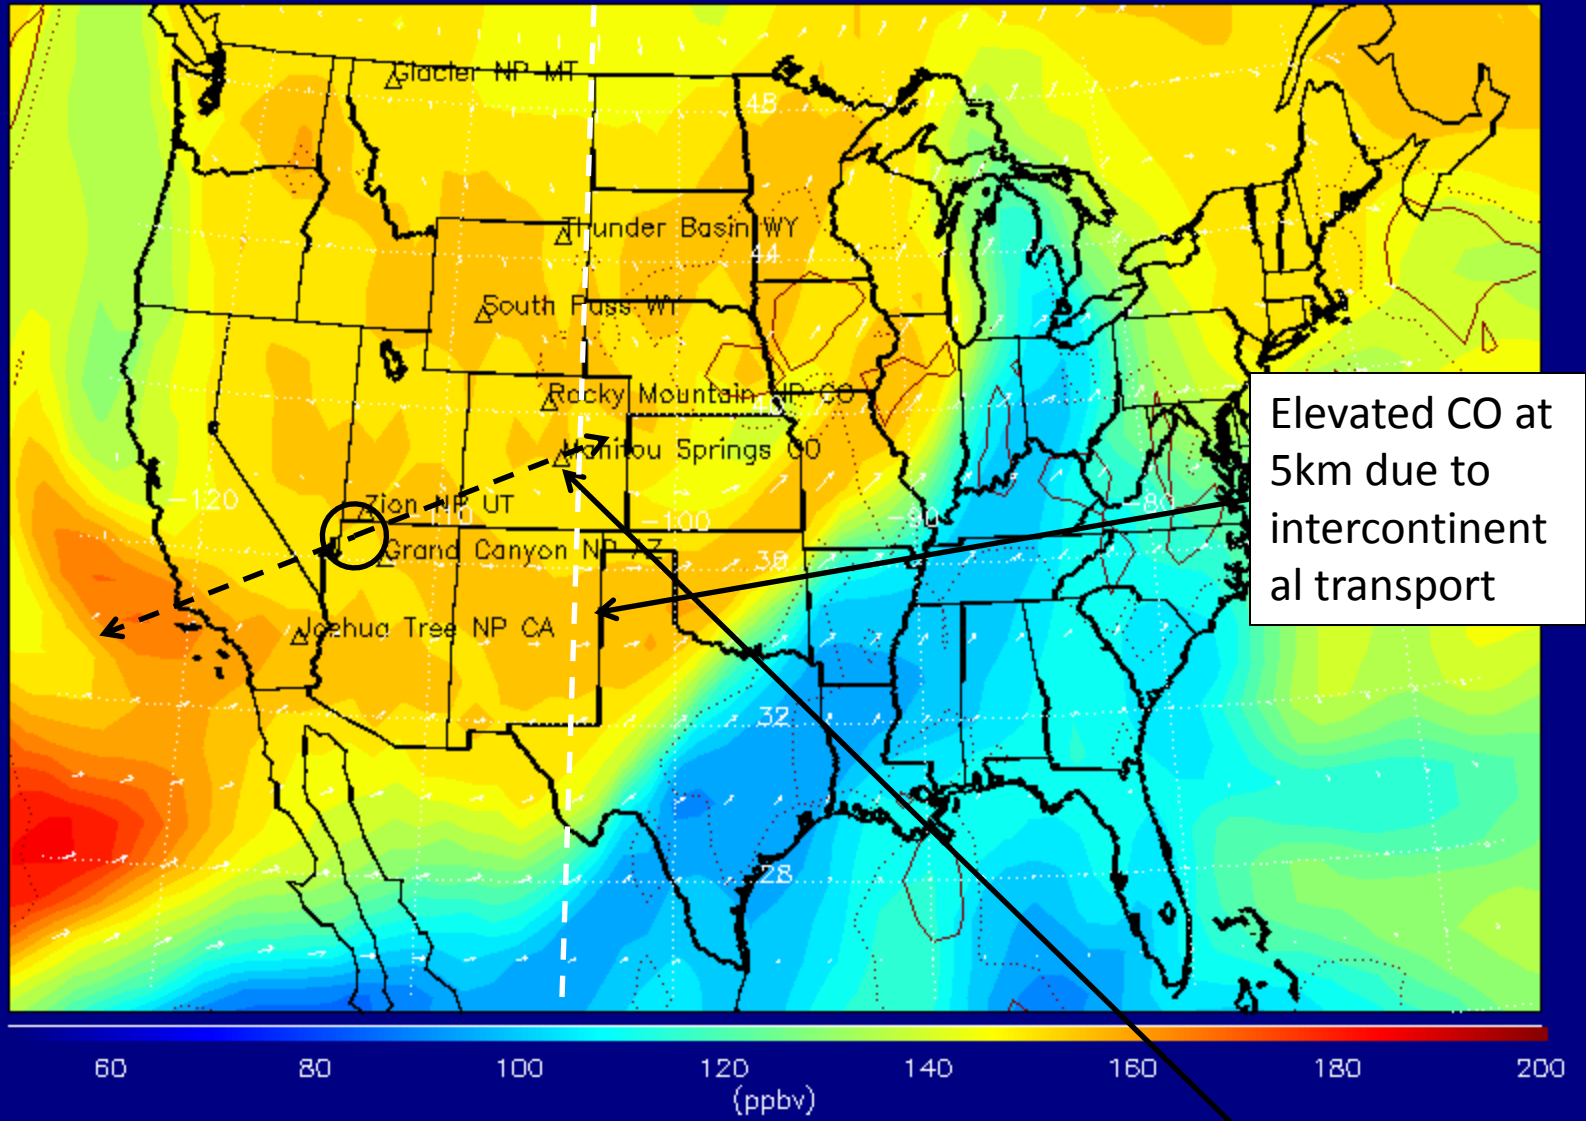 Glacier NP MT
48
Thunder Basin WY
44
South Pass WY
Rocky Mountain NP CO
40
Manitou Springs CO
Zion NP UT
-120
-110
-100
-90
-80
Grand Canyon NP AZ
36
Joshua Tree NP CA
32
28
Elevated CO at
5km due to
intercontinent
al transport
60 80 100 120 140 160 180 200
(ppbv)